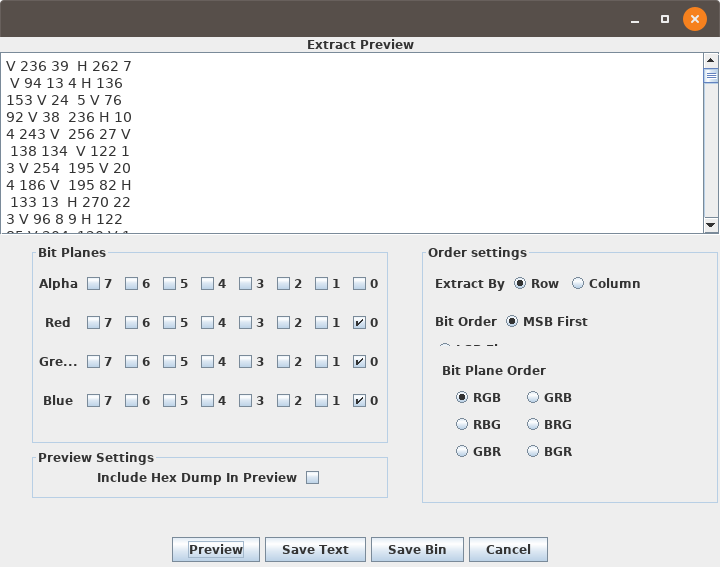 Extract Preview
V 236 39  H 262 7
V 94 13 4 H 136
153 V 24  5 V 76
92 V 38  236 H 10
4 243 V  256 27 V
138 134  V 122 1
3 V 254  195 V 20
4 186 V  195 82 H
133 13  H 270 22
3 V 96 8 9 H 122
Bit Planes
Alpha 7 6 5 4 3 2 1 0
Red 7 6 5 4 3 2 1 0
Gre... 7 6 5 4 3 2 1 0
Blue 7 6 5 4 3 2 1 0
Preview Settings
Include Hex Dump In Preview
Order settings
Extract By Row Column
Bit Order MSB First
Bit Plane Order
RGB GRB
RBG BRG
GBR BGR
Preview Save Text Save Bin Cancel